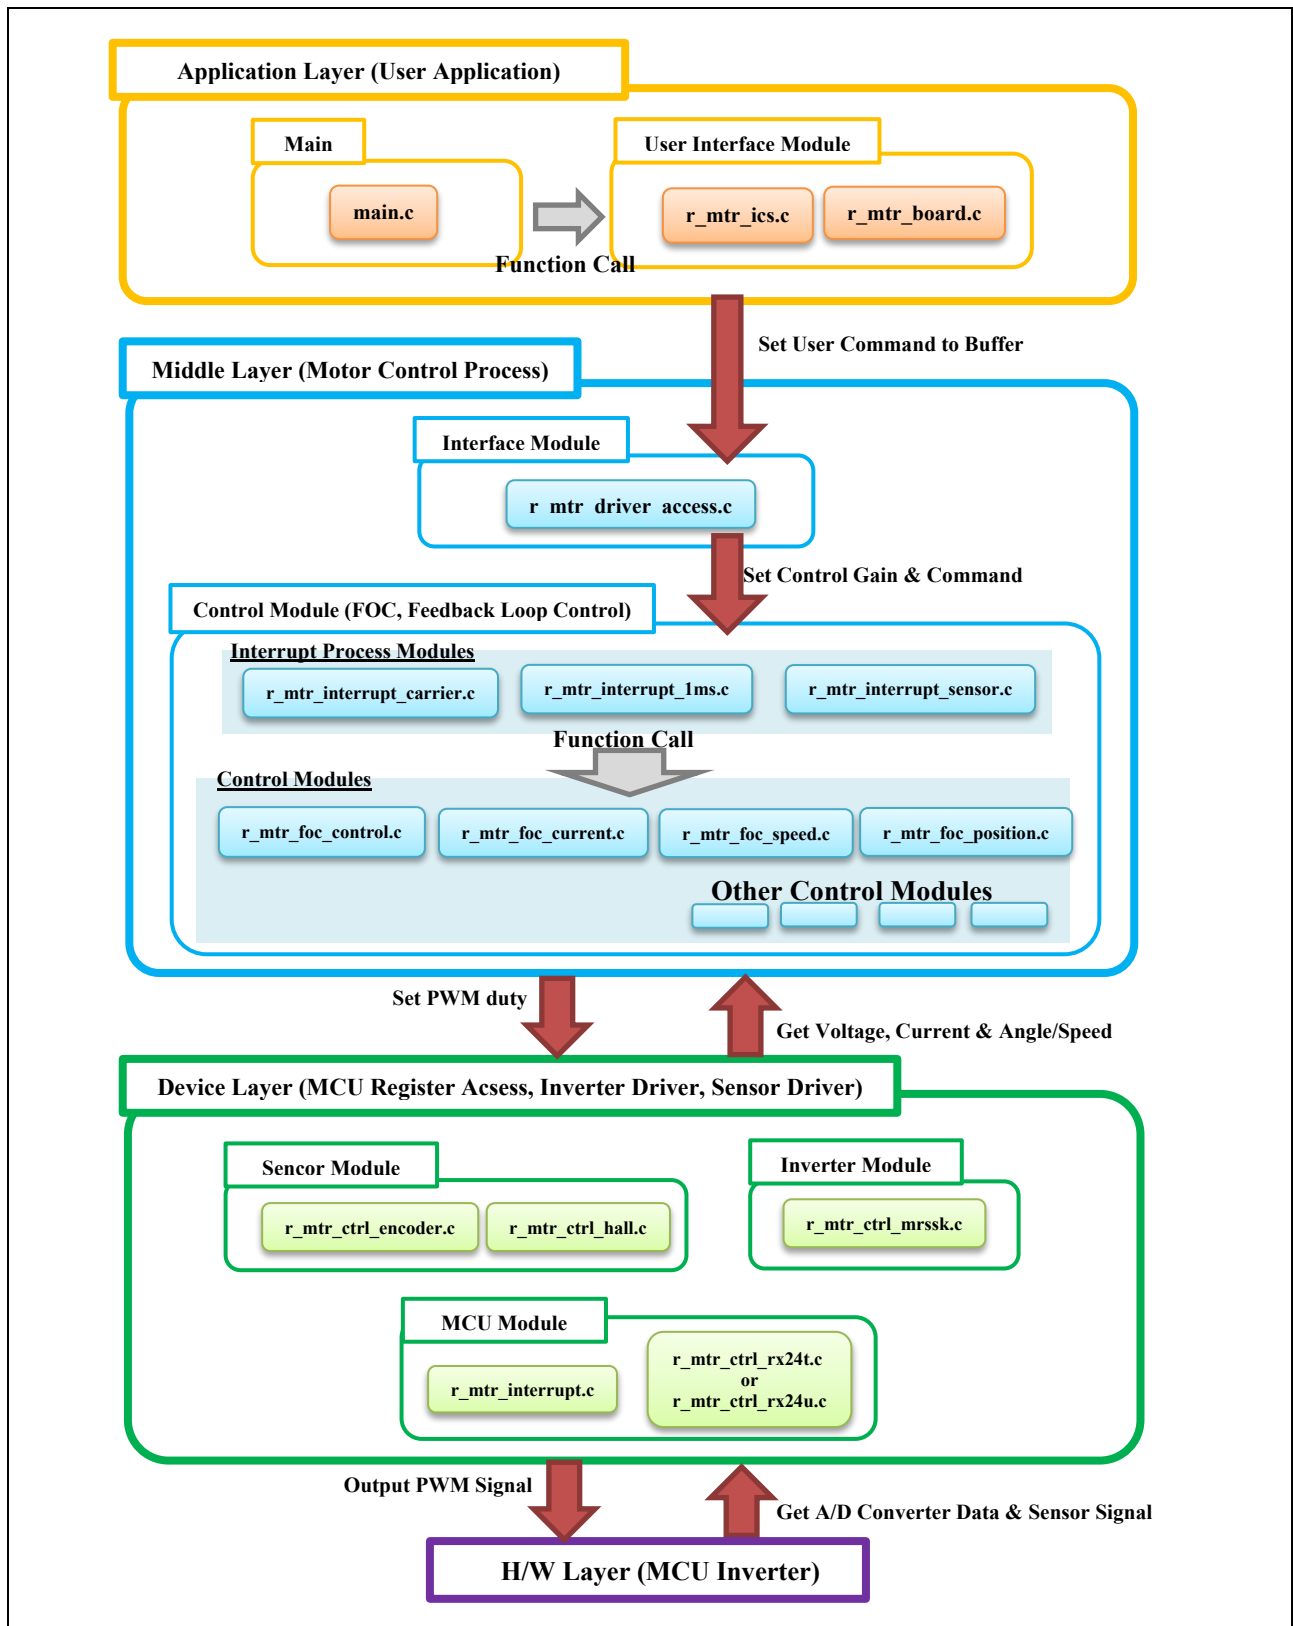 Application Layer (User Application)
Main
User Interface Module
main.c
r_mtr_ics.c
r_mtr_board.c
Function Call
Set User Command to Buffer
Middle Layer (Motor Control Process)
Interface Module
r_mtr_driver_access.c
Set Control Gain & Command
Control Module (FOC, Feedback Loop Control)
Interrupt Process Modules
r_mtr_interrupt_carrier.c
r_mtr_interrupt_1ms.c
r_mtr_interrupt_sensor.c
Function Call
Control Modules
r_mtr_foc_control.c
r_mtr_foc_current.c
r_mtr_foc_speed.c
r_mtr_foc_position.c
Other Control Modules
Set PWM duty
Get Voltage, Current & Angle/Speed
Device Layer (MCU Register Acsess, Inverter Driver, Sensor Driver)
Sencor Module
Inverter Module
r_mtr_ctrl_encoder.c
r_mtr_ctrl_hall.c
r_mtr_ctrl_mrssk.c
MCU Module
r_mtr_interrupt.c
r_mtr_ctrl_rx24t.c
or
r_mtr_ctrl_rx24u.c
Output PWM Signal
Get A/D Converter Data & Sensor Signal
H/W Layer (MCU Inverter)